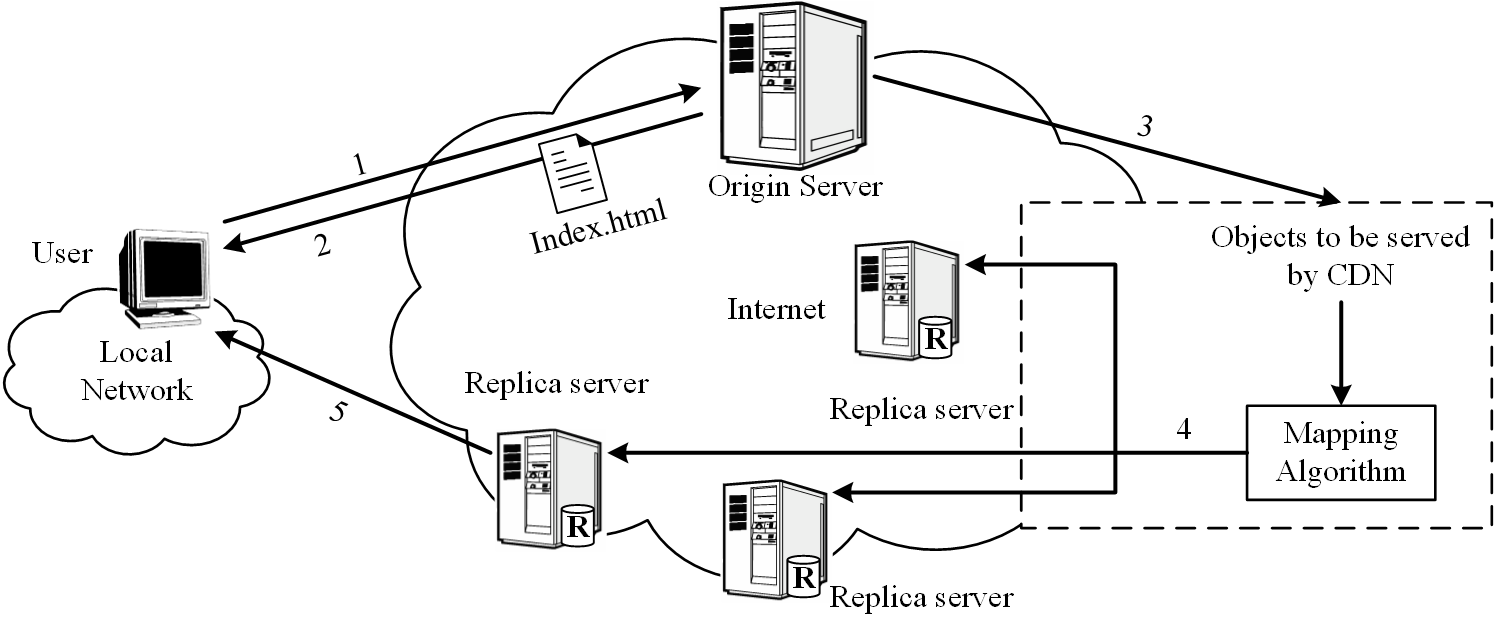 Origin Server
1
2
Index.html
3
User
Local
Network
Internet
Objects to be served
by CDN
R
Replica server
Replica server
5
4
Mapping
Algorithm
R
R
Replica server